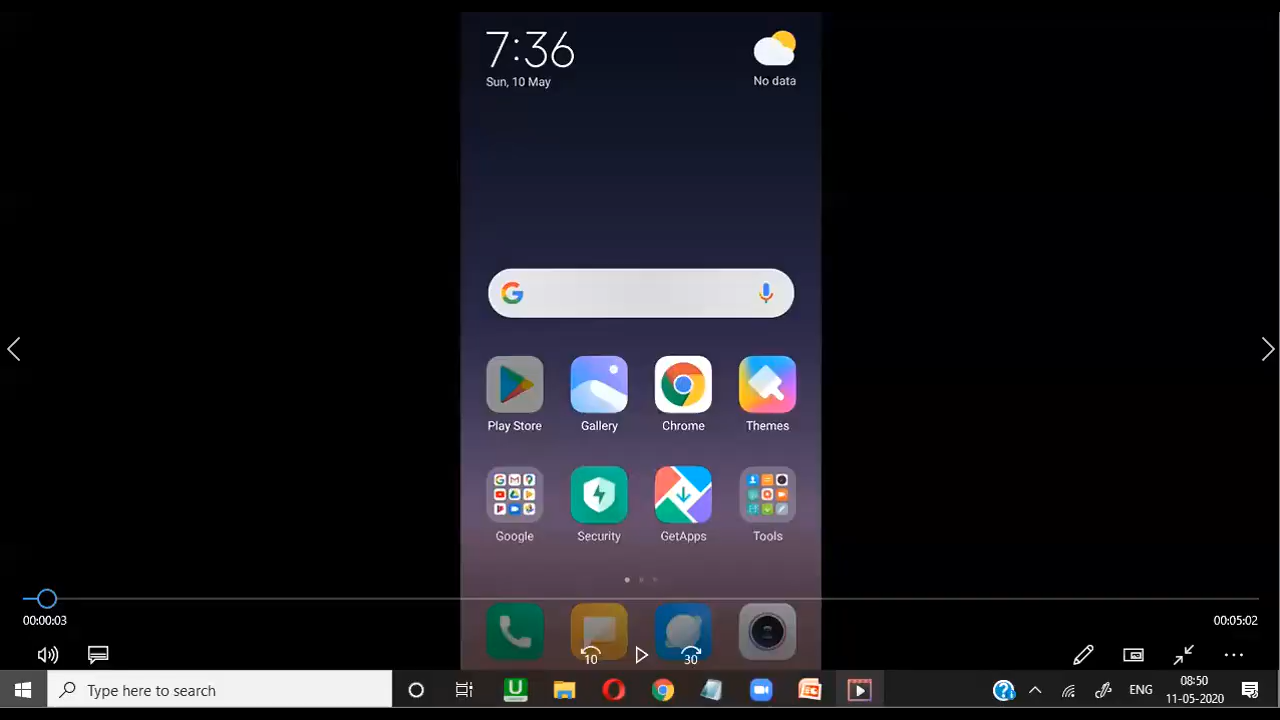 7:36
Sun, 10 May
No data
Play Store Gallery Chrome Themes
Google Security GetApps Tools
00:00:03 00:05:02
10 30
Type here to search
ENG 08:50
11-05-2020